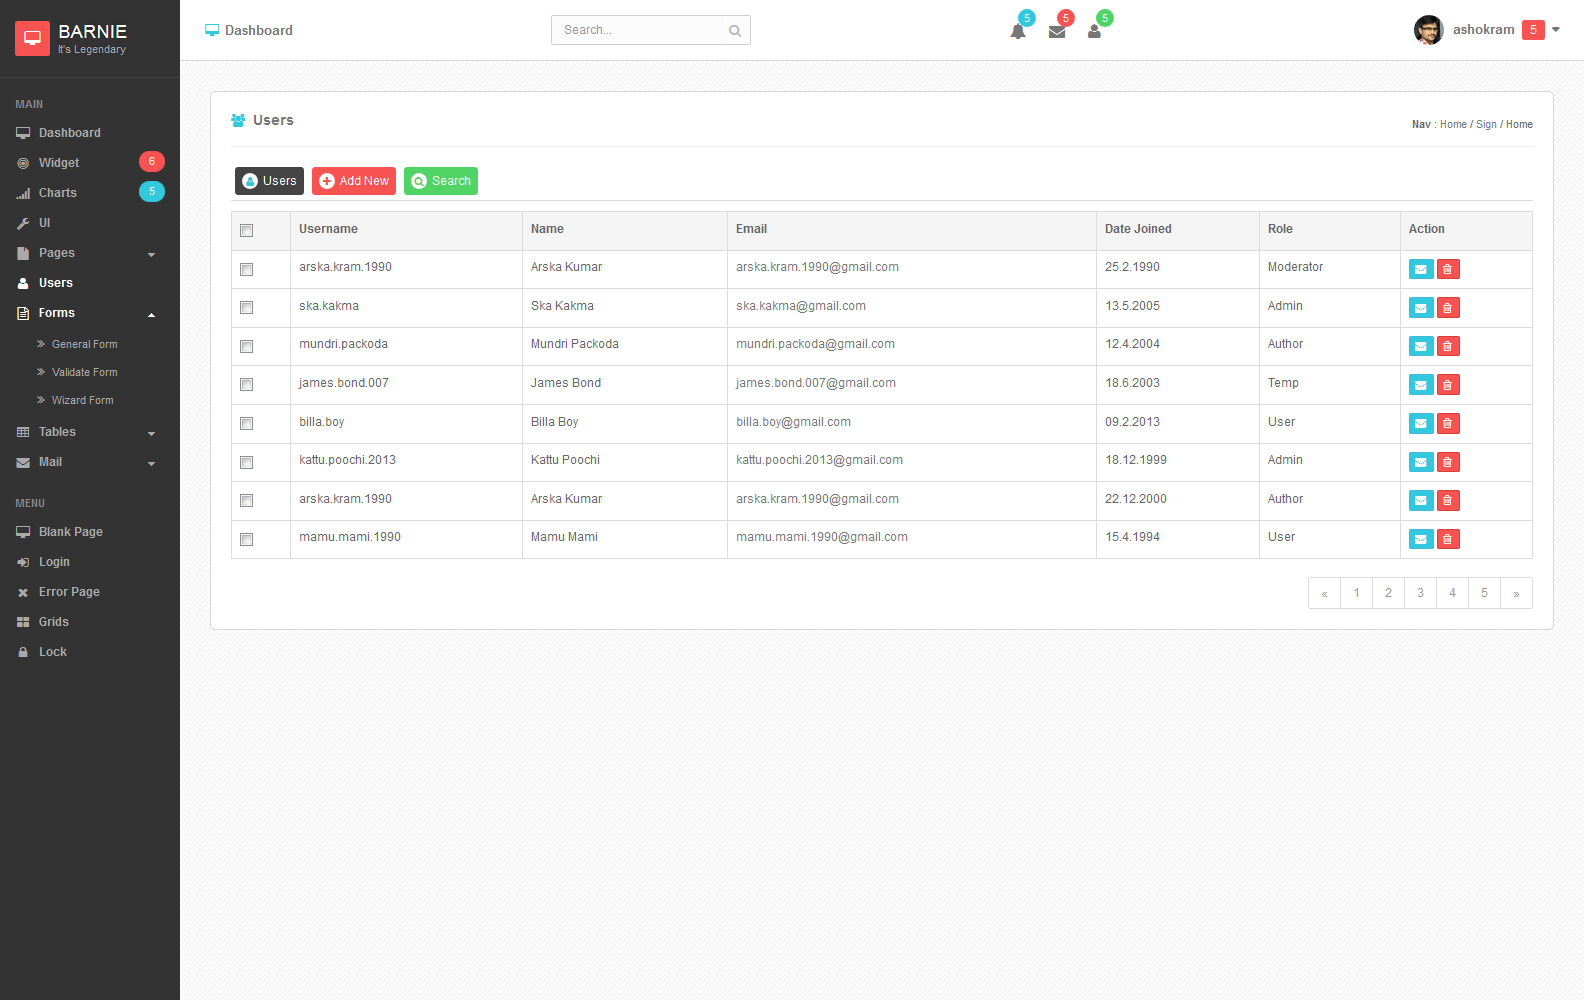 BARNIE
It's Legendary
MAIN
Dashboard
Widget 6
Charts 5
UI
Pages
Users
Forms
General Form
Validate Form
Wizard Form
Tables
Mail
MENU
Blank Page
Login
Error Page
Grids
Lock
Dashboard
Search...
5
5
5
ashokram 5
Users
Nav : Home / Sign / Home
Users Add New Search
Username Name Email Date Joined Role Action
arska.kram.1990 Arska Kumar arska.kram.1990@gmail.com 25.2.1990 Moderator
ska.kakma Ska Kakma ska.kakma@gmail.com 13.5.2005 Admin
mundri.packoda Mundri Packoda mundri.packoda@gmail.com 12.4.2004 Author
james.bond.007 James Bond james.bond.007@gmail.com 18.6.2003 Temp
billa.boy Billa Boy billa.boy@gmail.com 09.2.2013 User
kattu.poochi.2013 Kattu Poochi kattu.poochi.2013@gmail.com 18.12.1999 Admin
arska.kram.1990 Arska Kumar arska.kram.1990@gmail.com 22.12.2000 Author
mamu.mami.1990 Mamu Mami mamu.mami.1990@gmail.com 15.4.1994 User
« 1 2 3 4 5 »